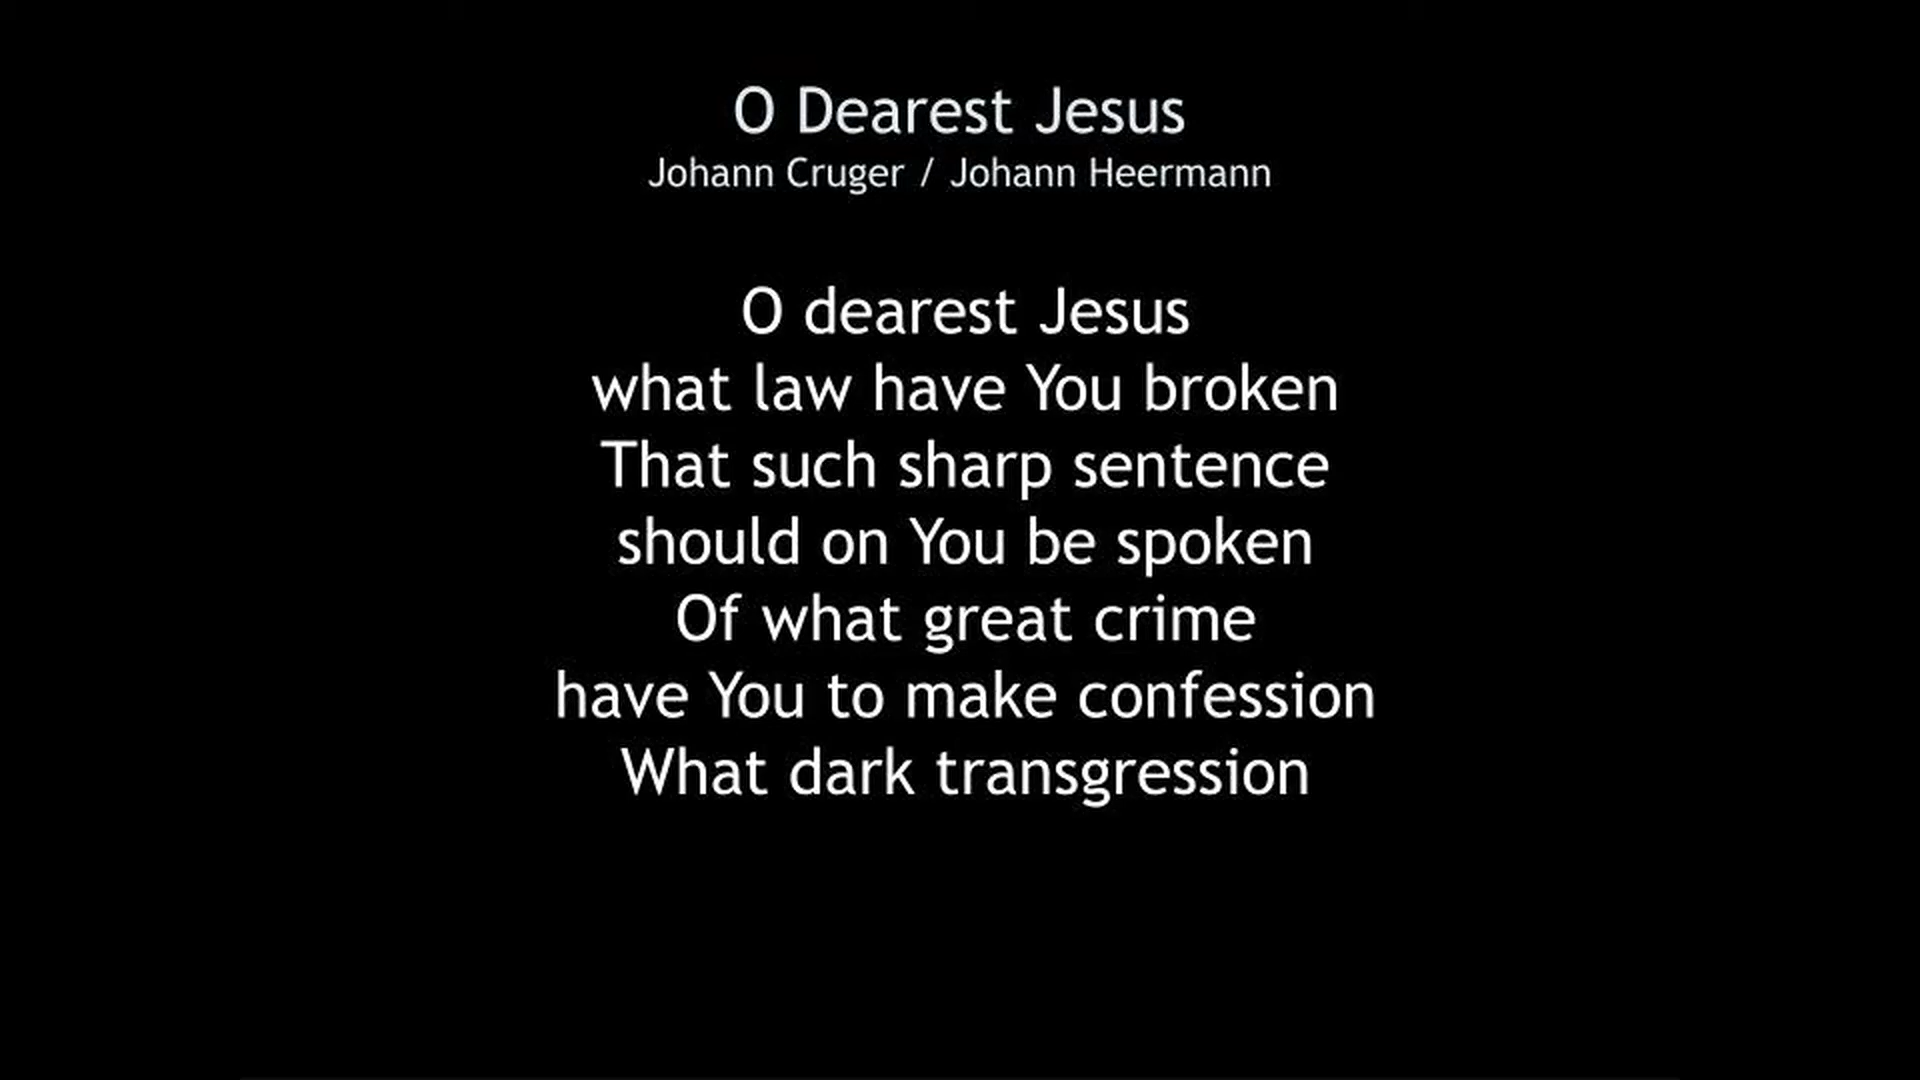 O Dearest Jesus
Johann Cruger / Johann Heermann
O dearest Jesus
what law have You broken
That such sharp sentence
should on You be spoken
Of what great crime
have You to make confession
What dark transgression